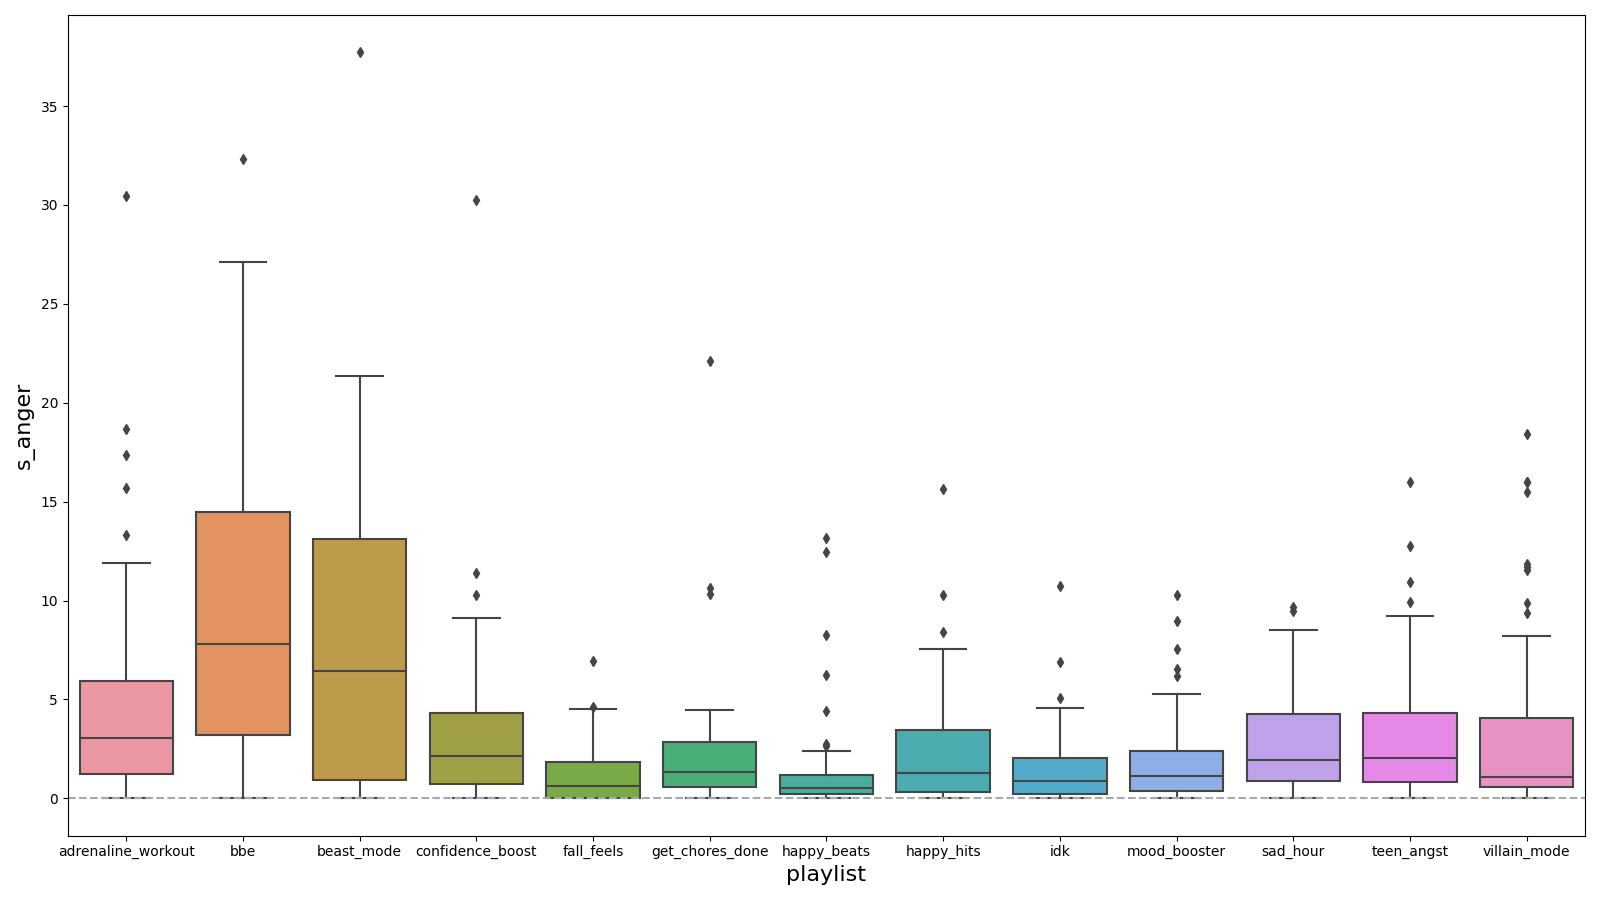 s_anger
35
30
25
20
15
10
5
0
adrenaline_workout bbe beast_mode confidence_boost fall_feels get_chores_done happy_beats happy_hits idk mood_booster sad_hour teen_angst villain_mode
playlist